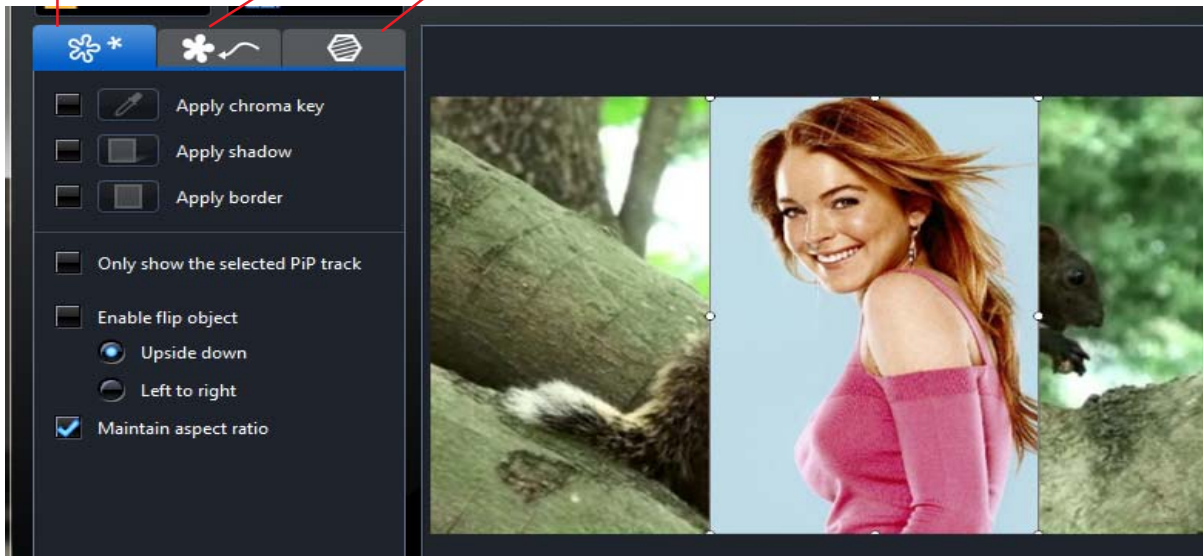 Apply chroma key
Apply shadow
Apply border
Only show the selected PiP track
Enable flip object
Upside down
Left to right
Maintain aspect ratio